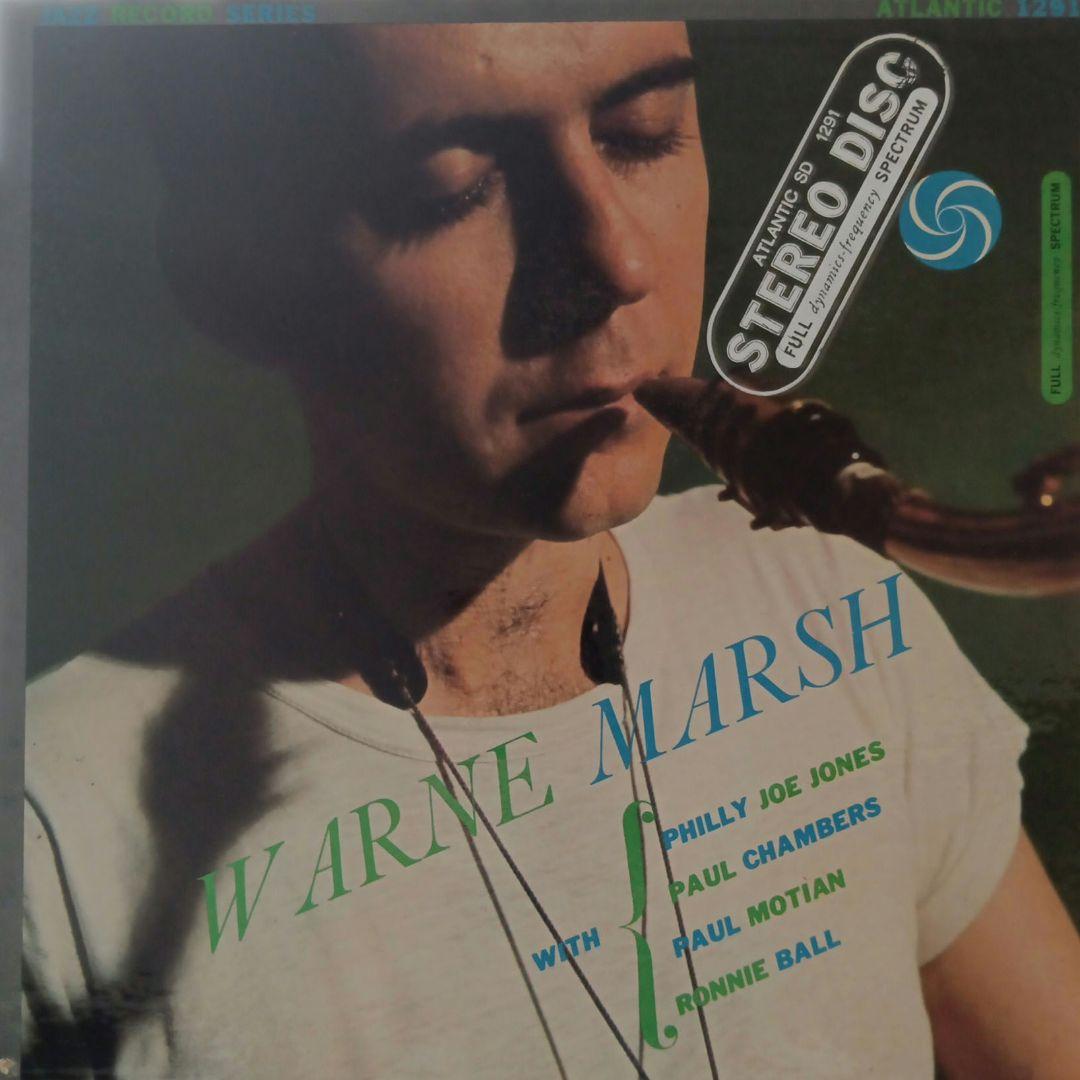 JAZZ RECORD SERIES
ATLANTIC 1291
ATLANTIC SD 1291
STEREO DISC
FULL dynamics-frequency SPECTRUM
FULL dynamics-frequency SPECTRUM
WARNE MARSH
WITH
PHILLY JOE JONES
PAUL CHAMBERS
PAUL MOTIAN
RONNIE BALL